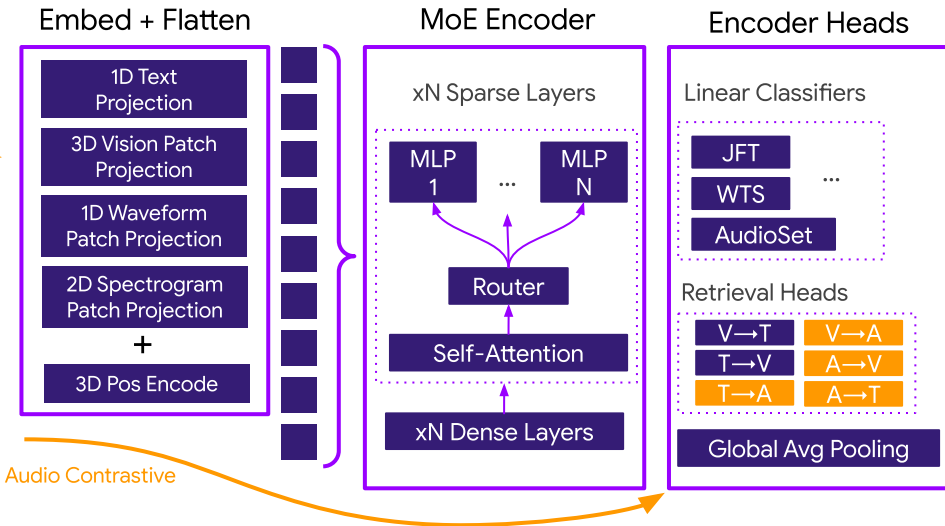 Embed + Flatten
1D Text
Projection
3D Vision Patch
Projection
1D Waveform
Patch Projection
2D Spectrogram
Patch Projection
+
3D Pos Encode
Audio Contrastive
MoE Encoder
xN Sparse Layers
MLP
1
...
MLP
N
Router
Self-Attention
xN Dense Layers
Encoder Heads
Linear Classifiers
JFT
...
WTS
AudioSet
Retrieval Heads
V→T
V→A
T→V
A→V
T→A
A→T
Global Avg Pooling